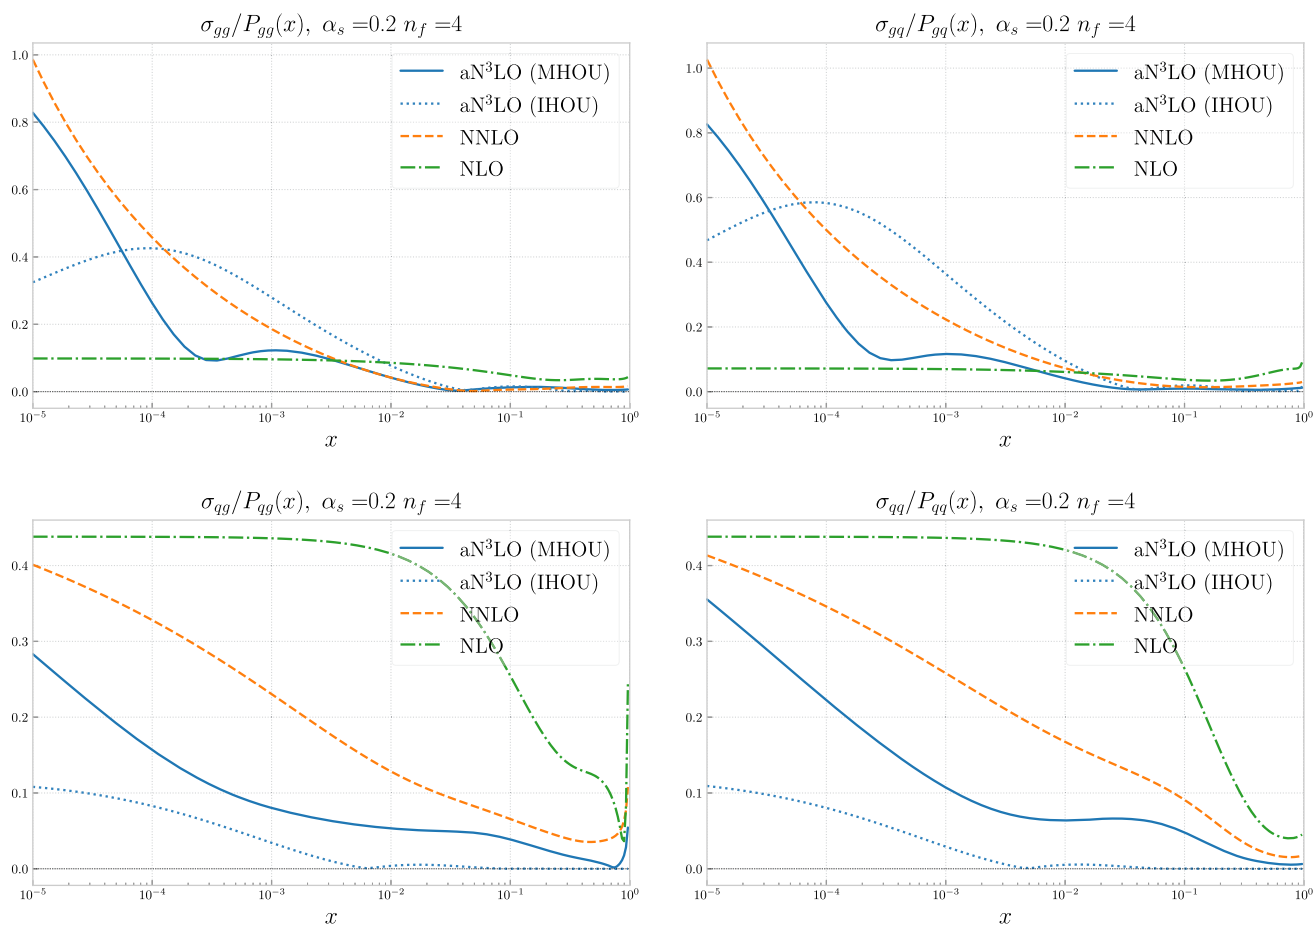 σgg/Pgg(x), αs =0.2 nf =4
1.0
0.8
0.6
0.4
0.2
0.0
aN³LO (MHOU)
aN³LO (IHOU)
NNLO
NLO
10⁻⁵ 10⁻⁴ 10⁻³ 10⁻² 10⁻¹ 10⁰
x
σgq/Pgq(x), αs =0.2 nf =4
1.0
0.8
0.6
0.4
0.2
0.0
aN³LO (MHOU)
aN³LO (IHOU)
NNLO
NLO
10⁻⁵ 10⁻⁴ 10⁻³ 10⁻² 10⁻¹ 10⁰
x
σqg/Pqg(x), αs =0.2 nf =4
0.4
0.3
0.2
0.1
0.0
aN³LO (MHOU)
aN³LO (IHOU)
NNLO
NLO
10⁻⁵ 10⁻⁴ 10⁻³ 10⁻² 10⁻¹ 10⁰
x
σqq/Pqq(x), αs =0.2 nf =4
0.4
0.3
0.2
0.1
0.0
aN³LO (MHOU)
aN³LO (IHOU)
NNLO
NLO
10⁻⁵ 10⁻⁴ 10⁻³ 10⁻² 10⁻¹ 10⁰
x